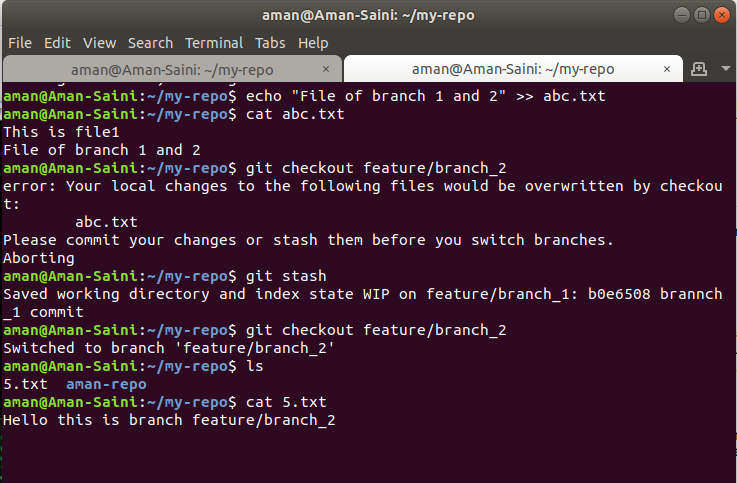 aman@Aman-Saini: ~/my-repo
File Edit View Search Terminal Tabs Help
aman@Aman-Saini: ~/my-repo × aman@Aman-Saini: ~/my-repo ×
aman@Aman-Saini:~/my-repo$ echo "File of branch 1 and 2" >> abc.txt
aman@Aman-Saini:~/my-repo$ cat abc.txt
This is file1
File of branch 1 and 2
aman@Aman-Saini:~/my-repo$ git checkout feature/branch_2
error: Your local changes to the following files would be overwritten by checkou
t:
        abc.txt
Please commit your changes or stash them before you switch branches.
Aborting
aman@Aman-Saini:~/my-repo$ git stash
Saved working directory and index state WIP on feature/branch_1: b0e6508 brannch
_1 commit
aman@Aman-Saini:~/my-repo$ git checkout feature/branch_2
Switched to branch 'feature/branch_2'
aman@Aman-Saini:~/my-repo$ ls
5.txt  aman-repo
aman@Aman-Saini:~/my-repo$ cat 5.txt
Hello this is branch feature/branch_2